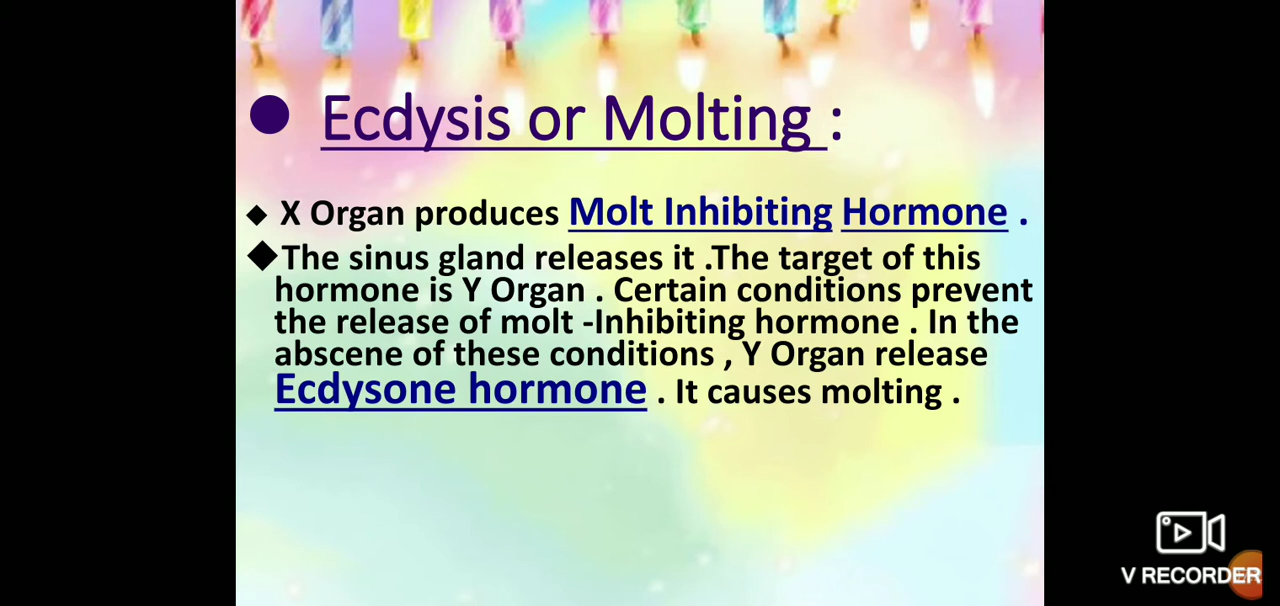 ● Ecdysis or Molting :
◆ X Organ produces Molt Inhibiting Hormone .
◆The sinus gland releases it .The target of this
hormone is Y Organ . Certain conditions prevent
the release of molt -Inhibiting hormone . In the
abscene of these conditions , Y Organ release
Ecdysone hormone . It causes molting .
V RECORDER